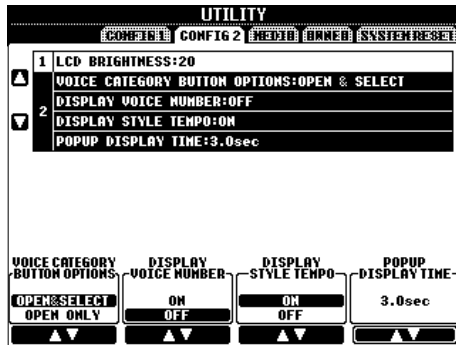 UTILITY
CONFIG 1 CONFIG 2 MEDIA OWNER SYSTEM RESET
1 LCD BRIGHTNESS:20
2 VOICE CATEGORY BUTTON OPTIONS:OPEN & SELECT
DISPLAY VOICE NUMBER:OFF
DISPLAY STYLE TEMPO:ON
POPUP DISPLAY TIME:3.0sec
VOICE CATEGORY BUTTON OPTIONS
DISPLAY VOICE NUMBER
DISPLAY STYLE TEMPO
POPUP DISPLAY TIME
OPEN&SELECT ON ON 3.0sec
OPEN ONLY OFF OFF